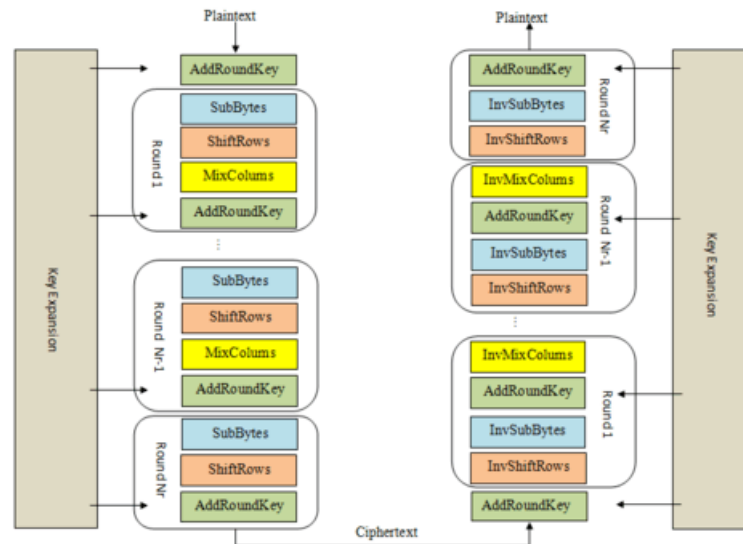 Plaintext
Key Expansion
AddRoundKey
Round 1
SubBytes
ShiftRows
MixColums
AddRoundKey
...
Round Nr-1
SubBytes
ShiftRows
MixColums
AddRoundKey
Round Nr
SubBytes
ShiftRows
AddRoundKey
Ciphertext
Plaintext
AddRoundKey
InvSubBytes
InvShiftRows
Round Nr
InvMixColums
AddRoundKey
InvSubBytes
InvShiftRows
Round Nr-1
...
InvMixColums
AddRoundKey
InvSubBytes
InvShiftRows
Round 1
AddRoundKey
Key Expansion